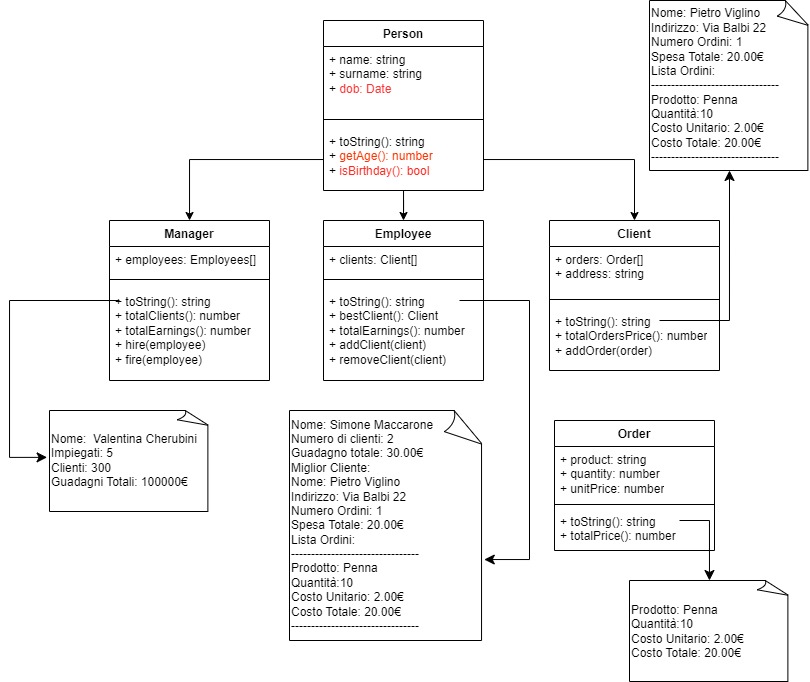 Person
+ name: string
+ surname: string
+ dob: Date
+ toString(): string
+ getAge(): number
+ isBirthday(): bool
Nome: Pietro Viglino
Indirizzo: Via Balbi 22
Numero Ordini: 1
Spesa Totale: 20.00€
Lista Ordini:
--------------------------------
Prodotto: Penna
Quantità:10
Costo Unitario: 2.00€
Costo Totale: 20.00€
--------------------------------
Manager
+ employees: Employees[]
+ toString(): string
+ totalClients(): number
+ totalEarnings(): number
+ hire(employee)
+ fire(employee)
Employee
+ clients: Client[]
+ toString(): string
+ bestClient(): Client
+ totalEarnings(): number
+ addClient(client)
+ removeClient(client)
Client
+ orders: Order[]
+ address: string
+ toString(): string
+ totalOrdersPrice(): number
+ addOrder(order)
Nome:  Valentina Cherubini
Impiegati: 5
Clienti: 300
Guadagni Totali: 100000€
Nome: Simone Maccarone
Numero di clienti: 2
Guadagno totale: 30.00€
Miglior Cliente:
Nome: Pietro Viglino
Indirizzo: Via Balbi 22
Numero Ordini: 1
Spesa Totale: 20.00€
Lista Ordini:
--------------------------------
Prodotto: Penna
Quantità:10
Costo Unitario: 2.00€
Costo Totale: 20.00€
--------------------------------
Order
+ product: string
+ quantity: number
+ unitPrice: number
+ toString(): string
+ totalPrice(): number
Prodotto: Penna
Quantità:10
Costo Unitario: 2.00€
Costo Totale: 20.00€